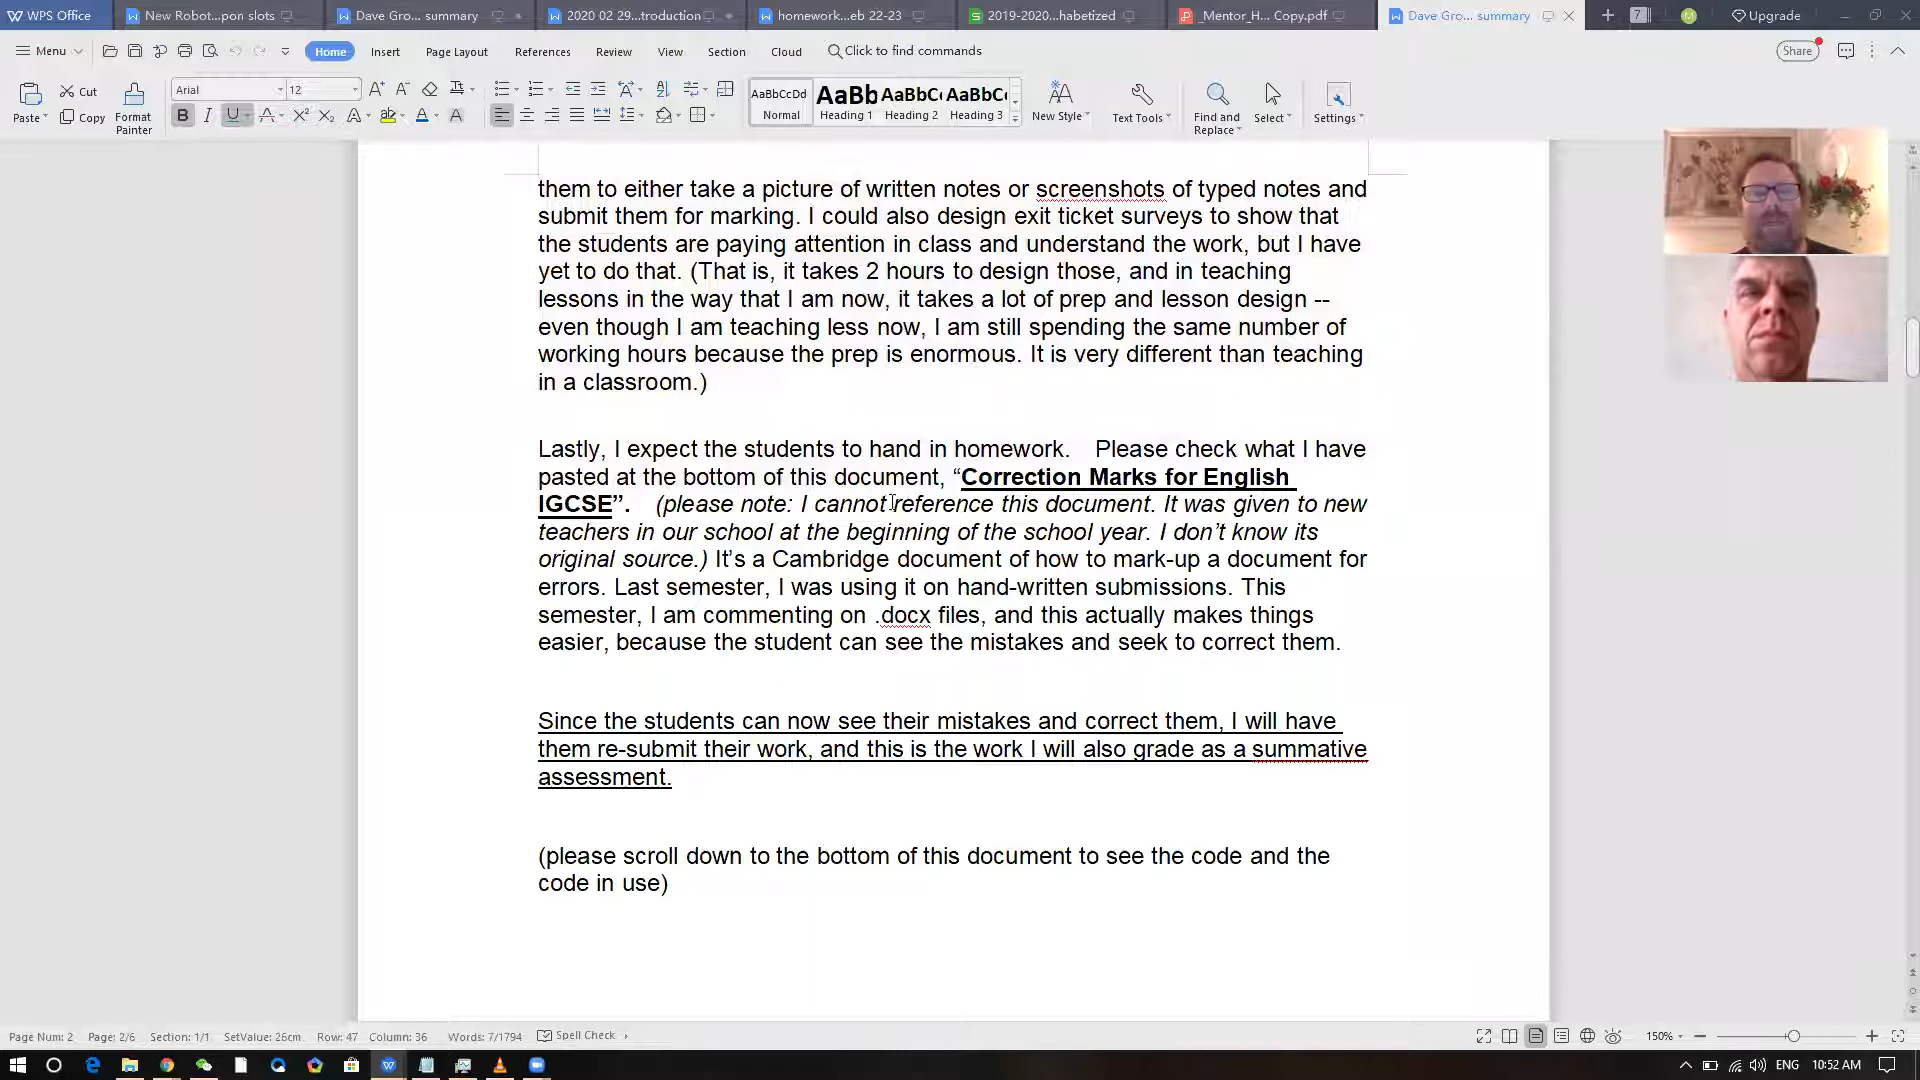 WPS Office
New Robot...pon slots
Dave Gro... summary
2020 02 29...troduction
homework...eb 22-23
2019-2020...habetized
_Mentor_H... Copy.pdf
Dave Gro... summary
Upgrade
Menu
Home
Insert
Page Layout
References
Review
View
Section
Cloud
Click to find commands
Share
Paste
Cut
Copy
Format Painter
Arial
12
AaBbCcDd
Normal
AaBb
Heading 1
AaBbC
Heading 2
AaBbC
Heading 3
New Style
Text Tools
Find and Replace
Select
Settings
them to either take a picture of written notes or screenshots of typed notes and
submit them for marking. I could also design exit ticket surveys to show that
the students are paying attention in class and understand the work, but I have
yet to do that. (That is, it takes 2 hours to design those, and in teaching
lessons in the way that I am now, it takes a lot of prep and lesson design --
even though I am teaching less now, I am still spending the same number of
working hours because the prep is enormous. It is very different than teaching
in a classroom.)
Lastly, I expect the students to hand in homework.    Please check what I have
pasted at the bottom of this document, “Correction Marks for English
IGCSE”.    (please note: I cannot reference this document. It was given to new
teachers in our school at the beginning of the school year. I don’t know its
original source.) It’s a Cambridge document of how to mark-up a document for
errors. Last semester, I was using it on hand-written submissions. This
semester, I am commenting on .docx files, and this actually makes things
easier, because the student can see the mistakes and seek to correct them.
Since the students can now see their mistakes and correct them, I will have
them re-submit their work, and this is the work I will also grade as a summative
assessment.
(please scroll down to the bottom of this document to see the code and the
code in use)
Page Num: 2
Page: 2/6
Section: 1/1
SetValue: 26cm
Row: 47
Column: 36
Words: 7/1794
Spell Check
150%
ENG
10:52 AM